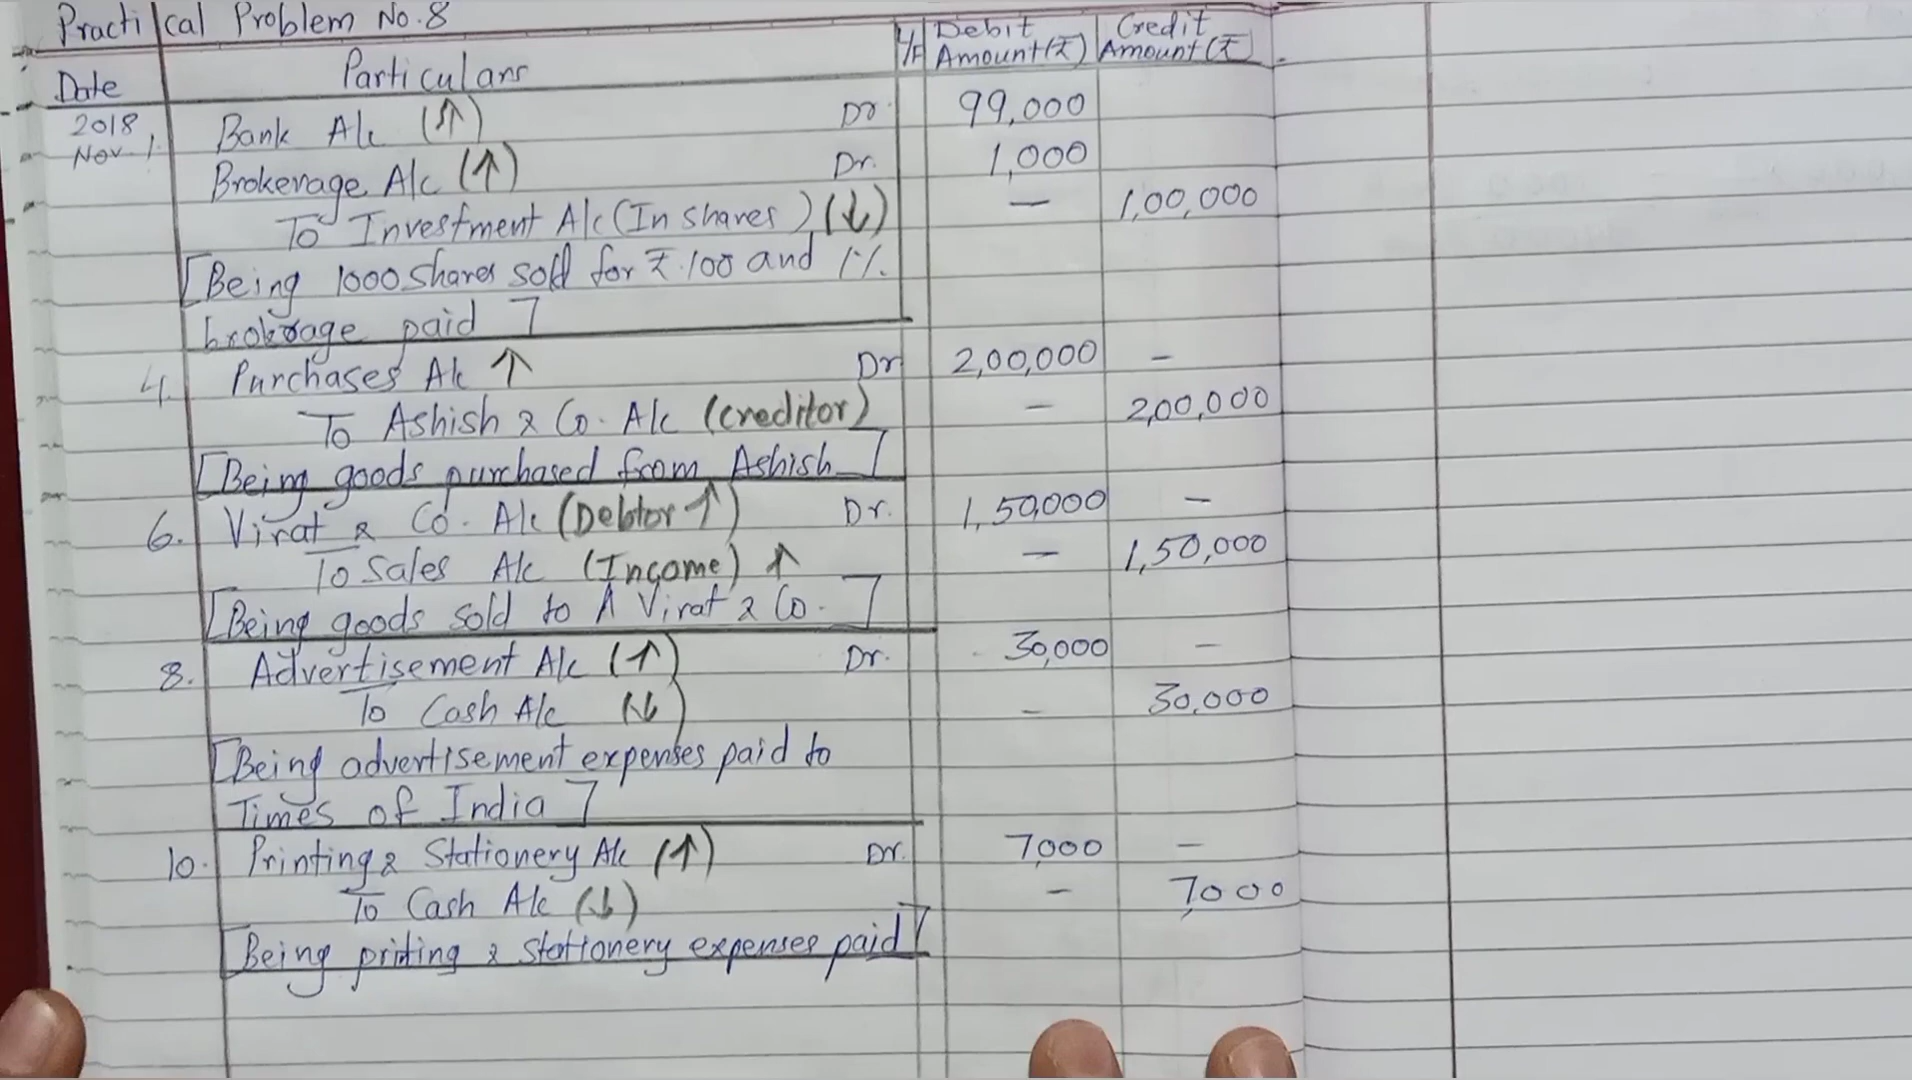 Practical Problem No.8
Date Particulars L/F Debit Amount(₹) Credit Amount(₹)
2018, Nov 1. Bank A/c (↑) Dr 99,000
Brokerage A/c (↑) Dr. 1,000
To Investment A/c (In shares) (↓) — 1,00,000
[Being 1000 shares sold for ₹.100 and 1%.
brokrage paid]
4. Purchases A/c ↑ Dr 2,00,000 –
To Ashish & Co. A/c (creditor) – 2,00,000
[Being goods purchased from Ashish]
6. Virat & Co. A/c (Debtor ↑) Dr. 1,50,000 –
To Sales A/c (Income) ↑ — 1,50,000
[Being goods sold to A Virat & Co.]
8. Advertisement A/c (↑) Dr. 30,000 –
To Cash A/c (↓) – 30,000
[Being advertisement expenses paid to
Times of India]
10. Printing & Stationery A/c (↑) Dr. 7,000 –
To Cash A/c (↓) – 7,000
[Being priting & stationery expenses paid]